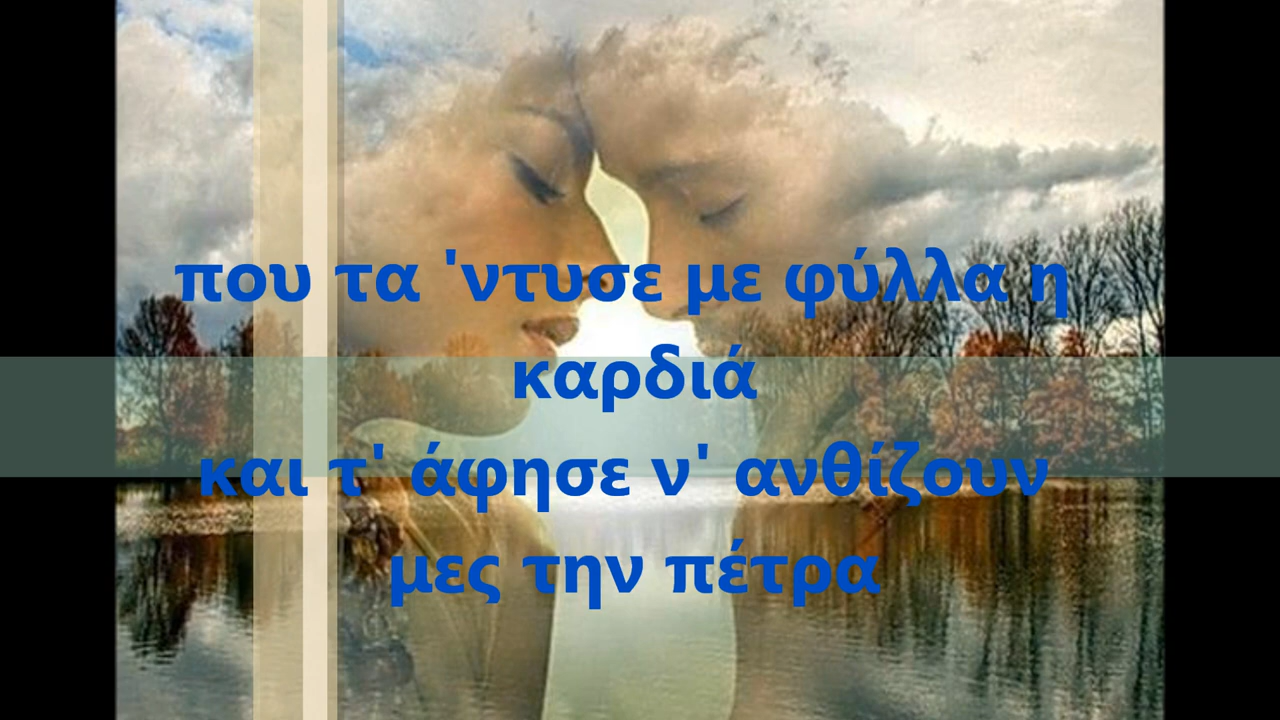 που τα 'ντυσε με φύλλα η
καρδιά
και τ' άφησε ν' ανθίζουν
μες την πέτρα